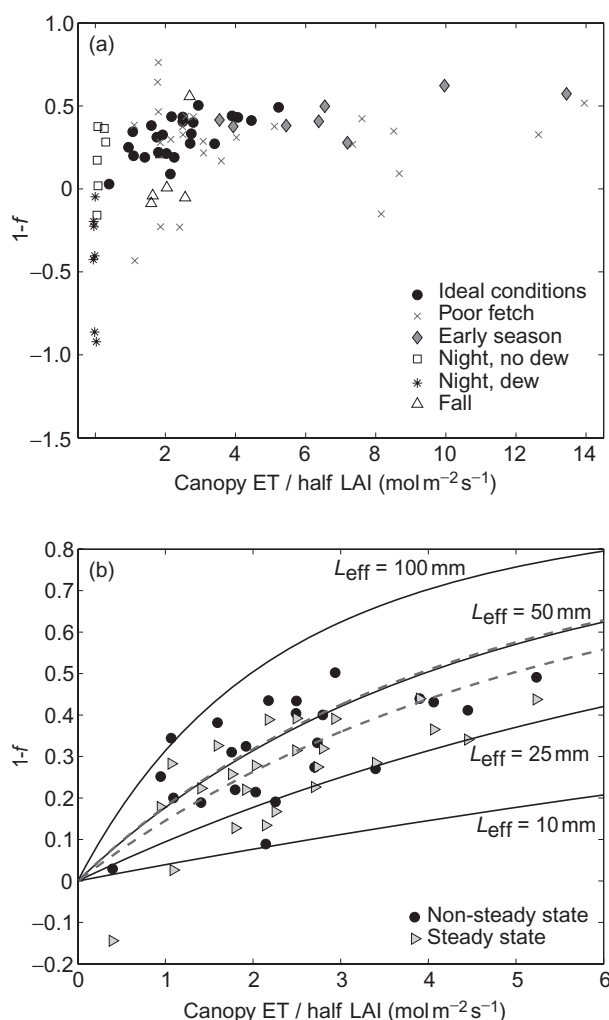 (a)
1
0.5
0
−0.5
−1.0
−1.5
1-f
Ideal conditions
Poor fetch
Early season
Night, no dew
Night, dew
Fall
0 2 4 6 8 10 12 14
Canopy ET / half LAI (mol m−2 s−1)
(b)
0.8
0.7
0.6
0.5
0.4
0.3
0.2
0.1
0
−0.1
−0.2
1-f
Leff = 100 mm
Leff = 50 mm
Leff = 25 mm
Leff = 10 mm
Non-steady state
Steady state
0 1 2 3 4 5 6
Canopy ET / half LAI (mol m−2 s−1)